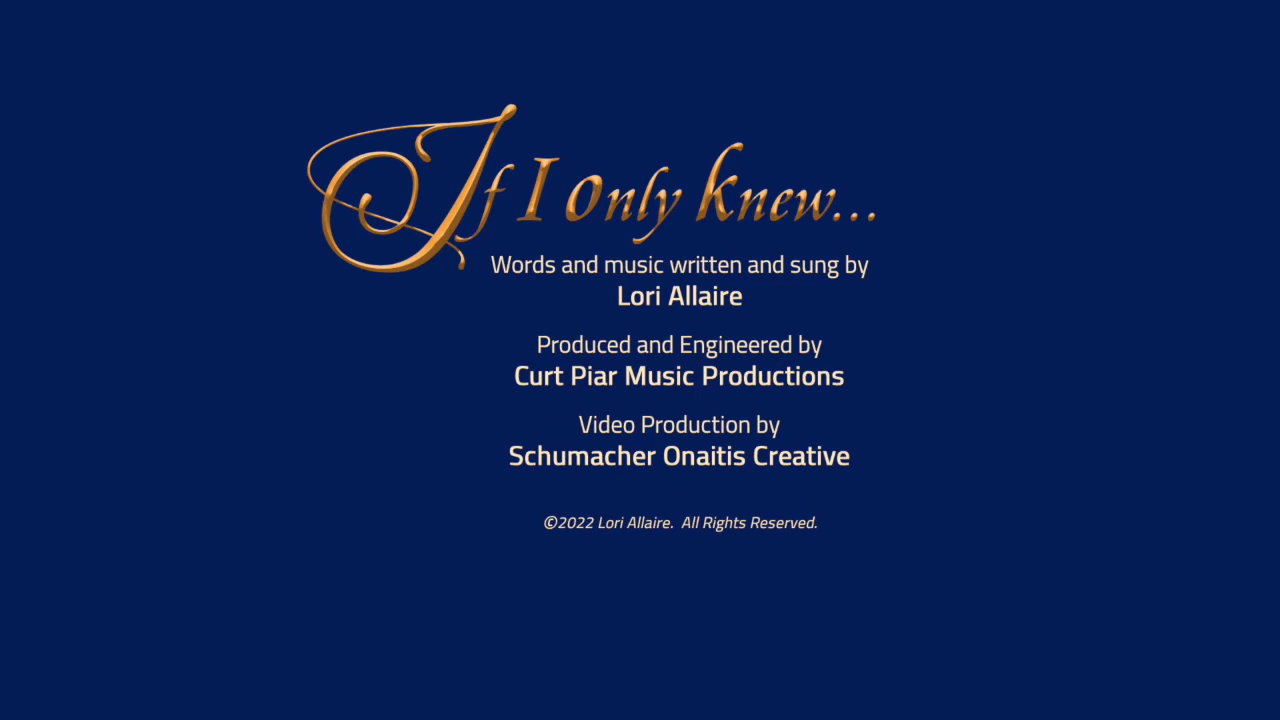 If I only knew...
Words and music written and sung by
Lori Allaire
Produced and Engineered by
Curt Piar Music Productions
Video Production by
Schumacher Onaitis Creative
©2022 Lori Allaire.  All Rights Reserved.